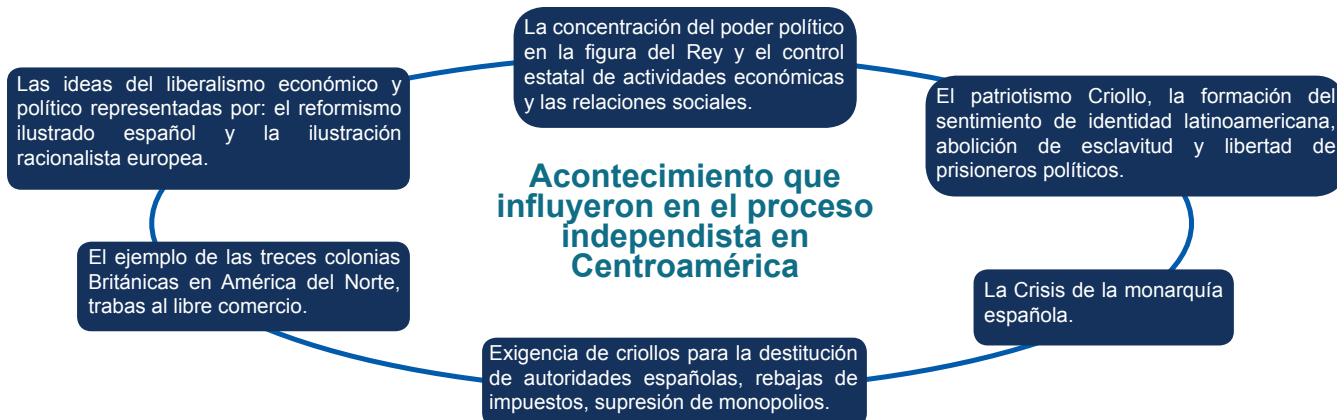 La concentración del poder político
en la figura del Rey y el control
estatal de actividades económicas
y las relaciones sociales.
Las ideas del liberalismo económico y
político representadas por: el reformismo
ilustrado español y la ilustración
racionalista europea.
El patriotismo Criollo, la formación del
sentimiento de identidad latinoamericana,
abolición de esclavitud y libertad de
prisioneros políticos.
Acontecimiento que
influyeron en el proceso
independista en
Centroamérica
El ejemplo de las treces colonias
Británicas en América del Norte,
trabas al libre comercio.
La Crisis de la monarquía
española.
Exigencia de criollos para la destitución
de autoridades españolas, rebajas de
impuestos, supresión de monopolios.